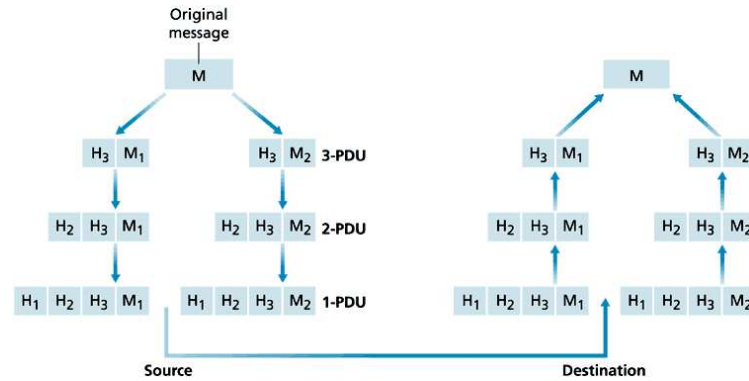 Original
message
M M
H₃ M₁ H₃ M₂ 3-PDU H₃ M₁ H₃ M₂
H₂ H₃ M₁ H₂ H₃ M₂ 2-PDU H₂ H₃ M₁ H₂ H₃ M₂
H₁ H₂ H₃ M₁ H₁ H₂ H₃ M₂ 1-PDU H₁ H₂ H₃ M₁ H₁ H₂ H₃ M₂
Source Destination